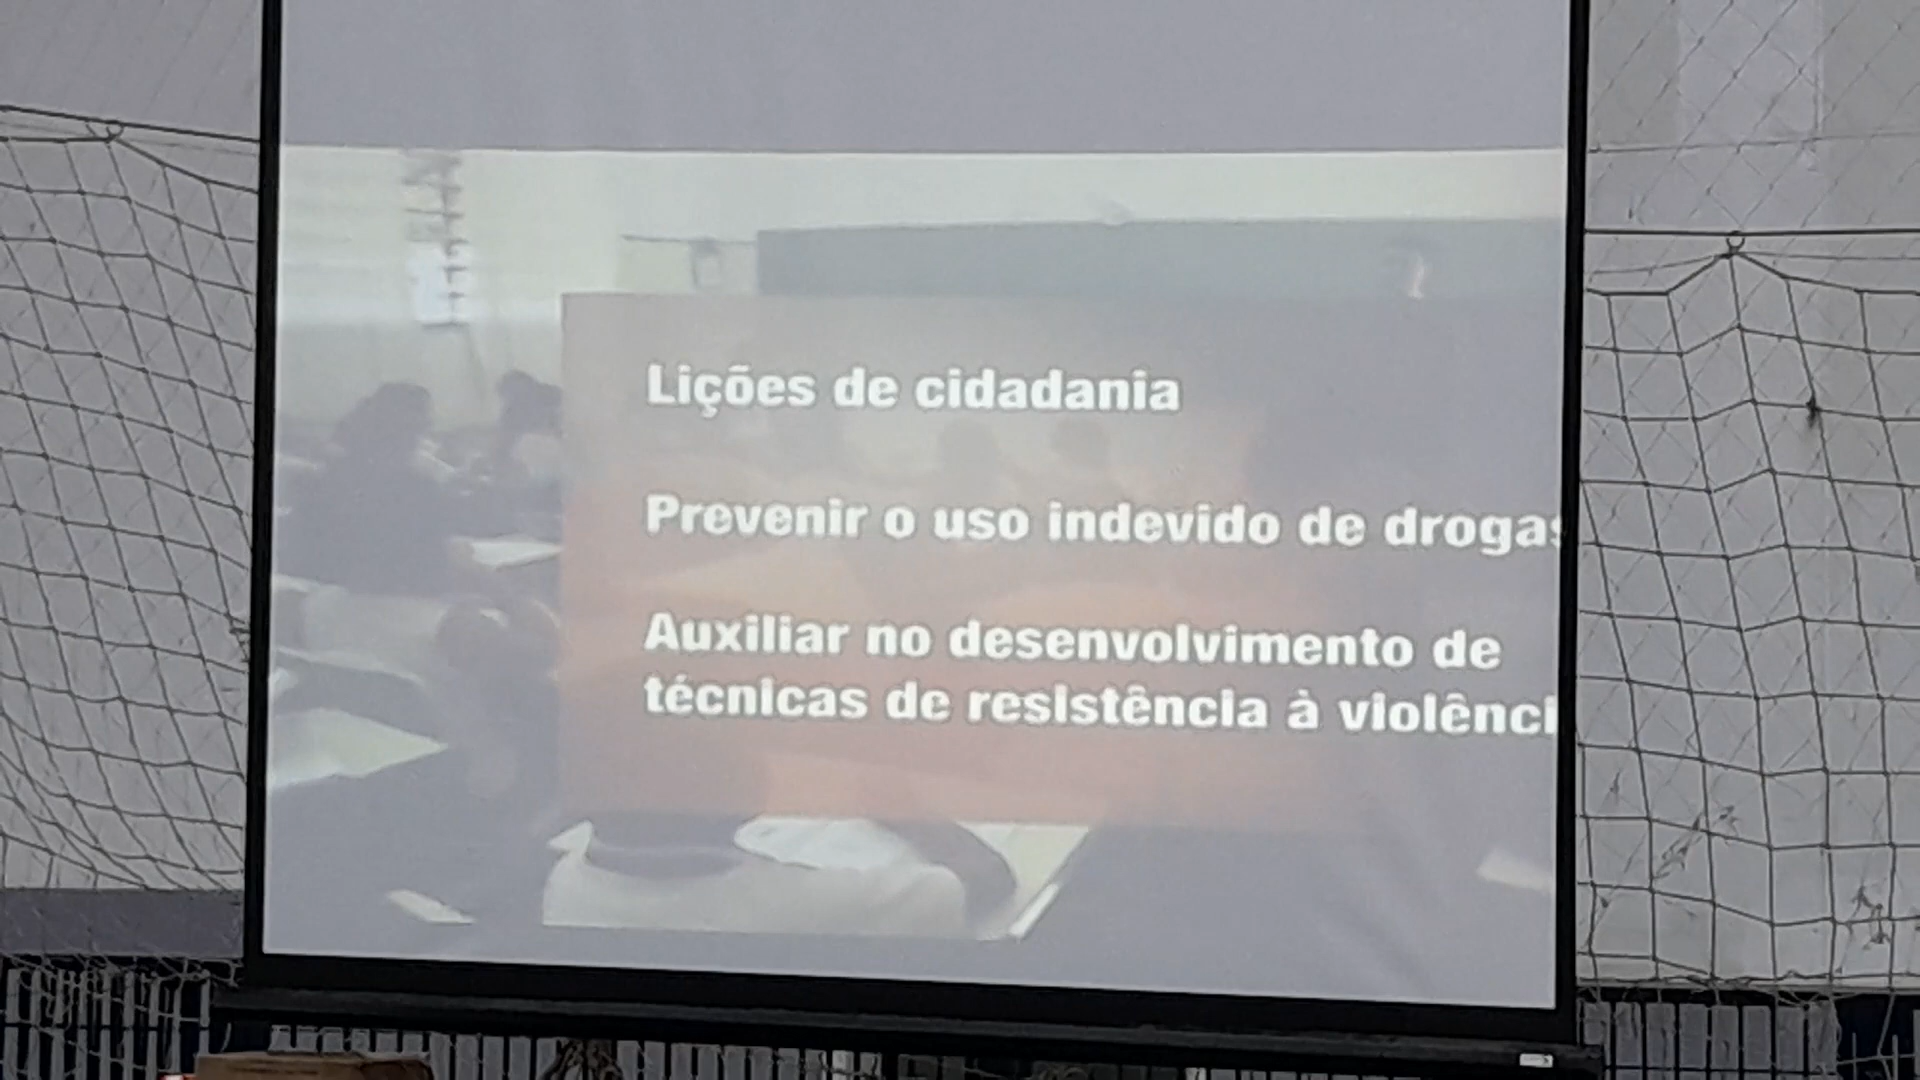 Lições de cidadania
Prevenir o uso indevido de drogas
Auxiliar no desenvolvimento de
técnicas de resistência à violênci